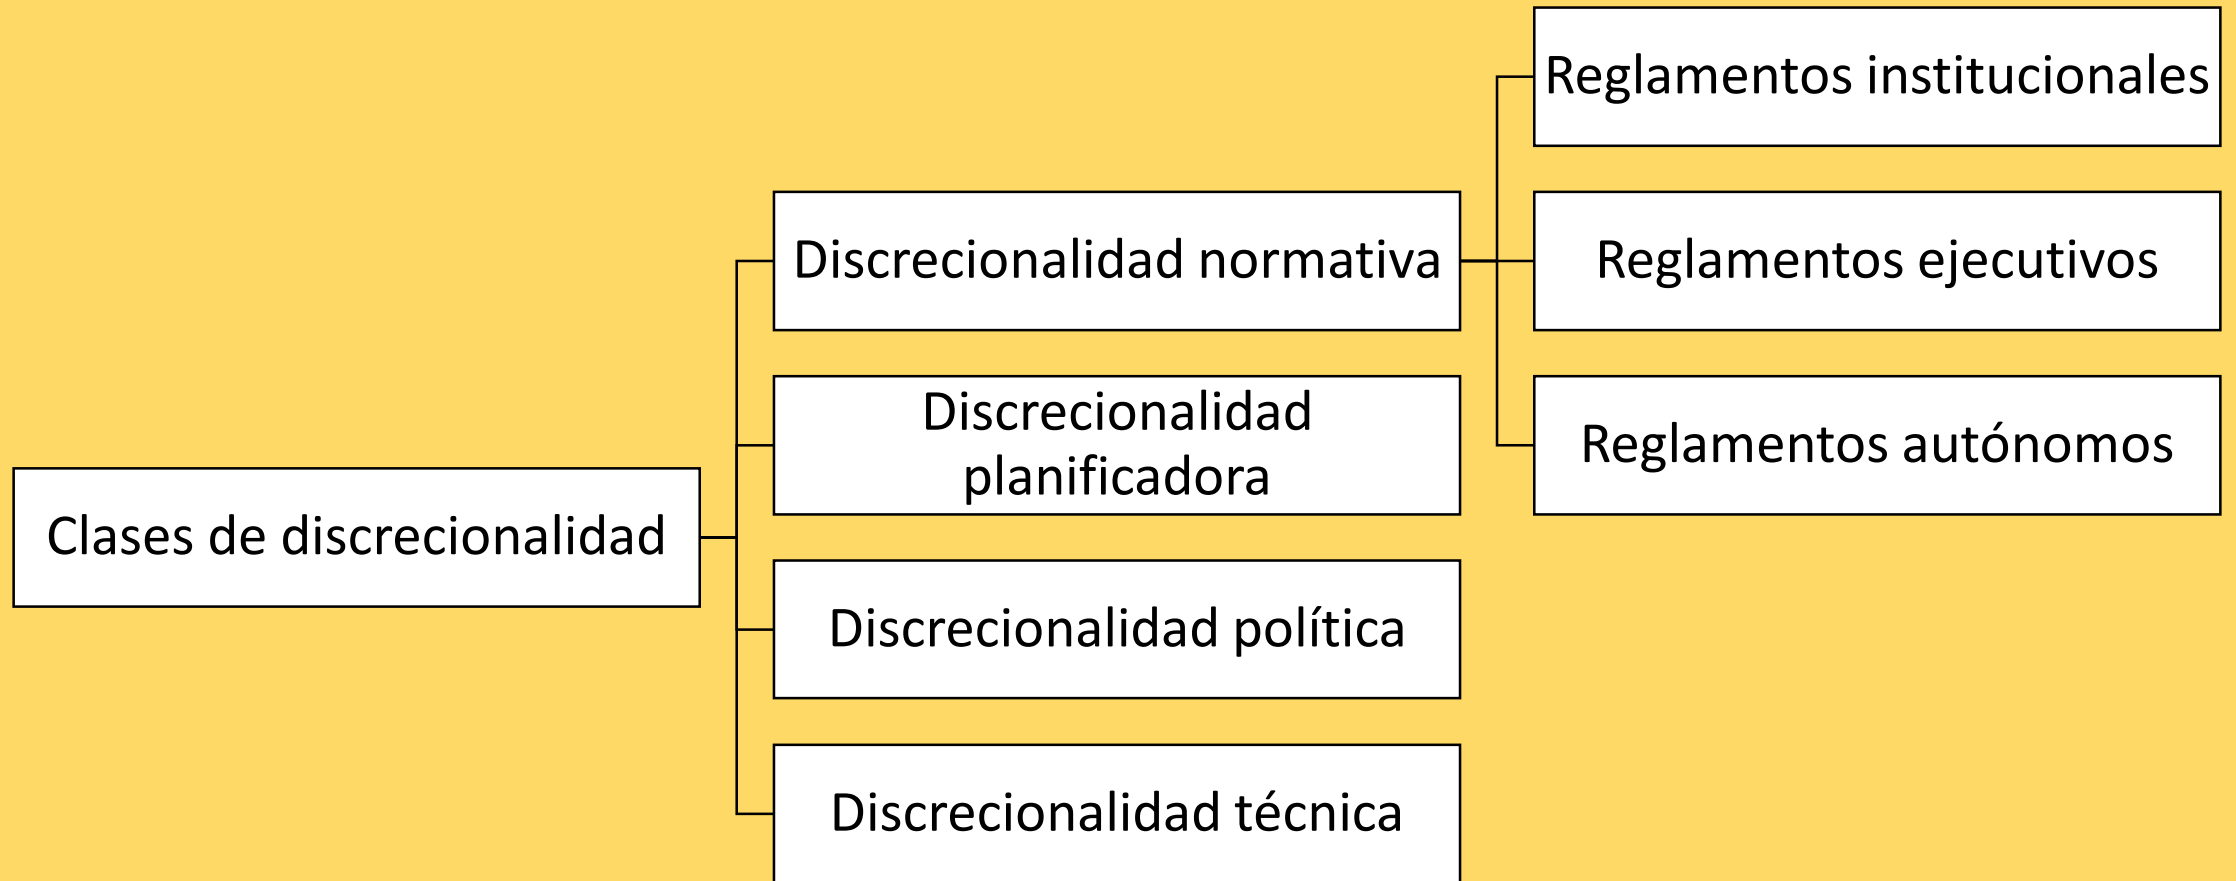 Clases de discrecionalidad
Discrecionalidad normativa
Reglamentos institucionales
Reglamentos ejecutivos
Reglamentos autónomos
Discrecionalidad
planificadora
Discrecionalidad política
Discrecionalidad técnica